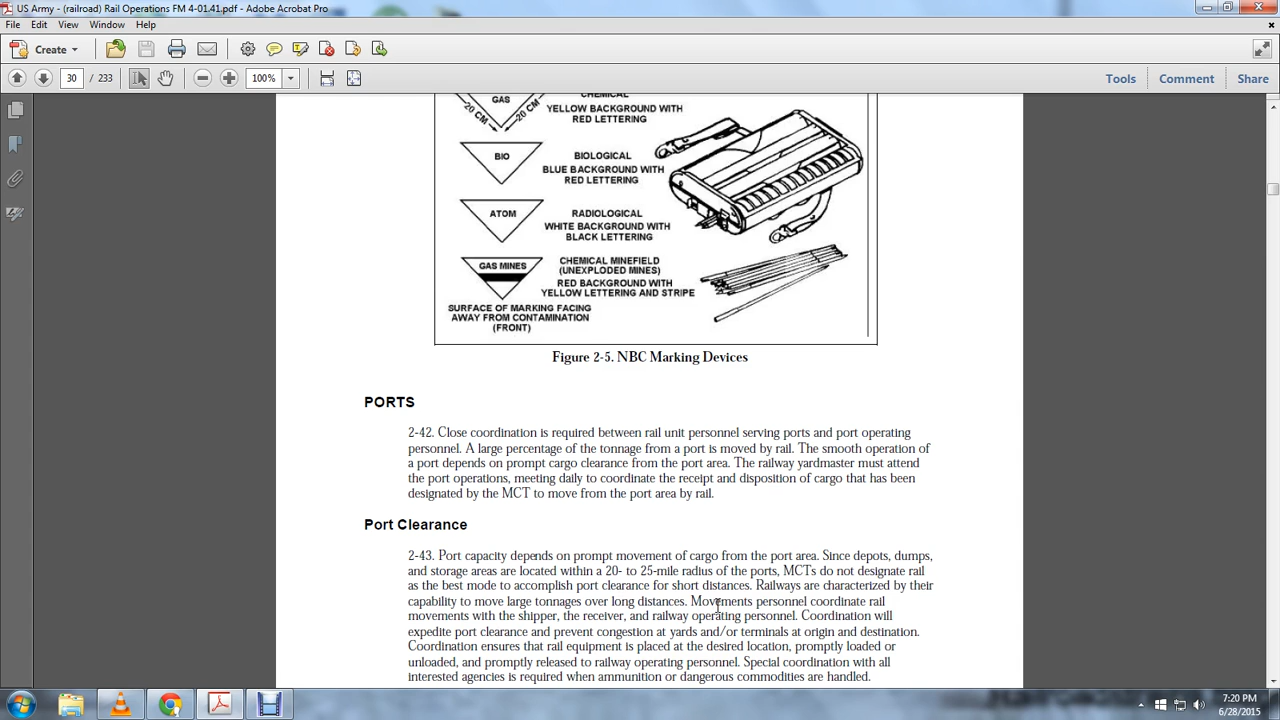 US Army - (railroad) Rail Operations FM 4-01.41.pdf - Adobe Acrobat Pro
File Edit View Window Help
Create
30 / 233
100%
Tools Comment Share
CHEMICAL
GAS
20 CM
20 CM
YELLOW BACKGROUND WITH
RED LETTERING
BIO
BIOLOGICAL
BLUE BACKGROUND WITH
RED LETTERING
ATOM
RADIOLOGICAL
WHITE BACKGROUND WITH
BLACK LETTERING
GAS MINES
CHEMICAL MINEFIELD
(UNEXPLODED MINES)
RED BACKGROUND WITH
YELLOW LETTERING AND STRIPE
SURFACE OF MARKING FACING
AWAY FROM CONTAMINATION
(FRONT)
Figure 2-5. NBC Marking Devices
PORTS
2-42. Close coordination is required between rail unit personnel serving ports and port operating
personnel. A large percentage of the tonnage from a port is moved by rail. The smooth operation of
a port depends on prompt cargo clearance from the port area. The railway yardmaster must attend
the port operations, meeting daily to coordinate the receipt and disposition of cargo that has been
designated by the MCT to move from the port area by rail.
Port Clearance
2-43. Port capacity depends on prompt movement of cargo from the port area. Since depots, dumps,
and storage areas are located within a 20- to 25-mile radius of the ports, MCTs do not designate rail
as the best mode to accomplish port clearance for short distances. Railways are characterized by their
capability to move large tonnages over long distances. Movements personnel coordinate rail
movements with the shipper, the receiver, and railway operating personnel. Coordination will
expedite port clearance and prevent congestion at yards and/or terminals at origin and destination.
Coordination ensures that rail equipment is placed at the desired location, promptly loaded or
unloaded, and promptly released to railway operating personnel. Special coordination with all
interested agencies is required when ammunition or dangerous commodities are handled.
7:20 PM
6/28/2015